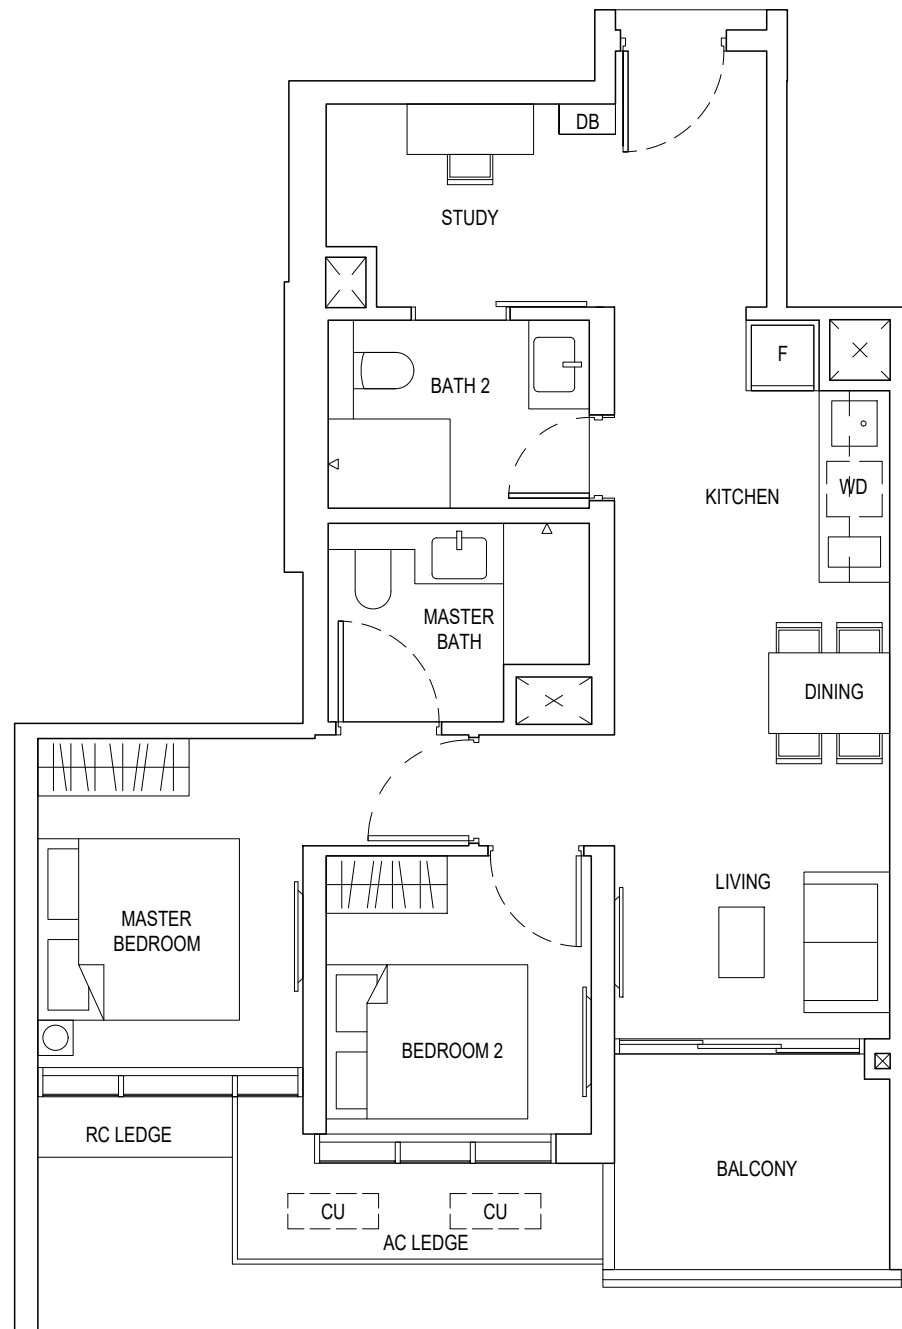 DB
STUDY
F
BATH 2
KITCHEN
WD
MASTER
BATH
DINING
LIVING
MASTER
BEDROOM
BEDROOM 2
RC LEDGE
BALCONY
CU
CU
AC LEDGE